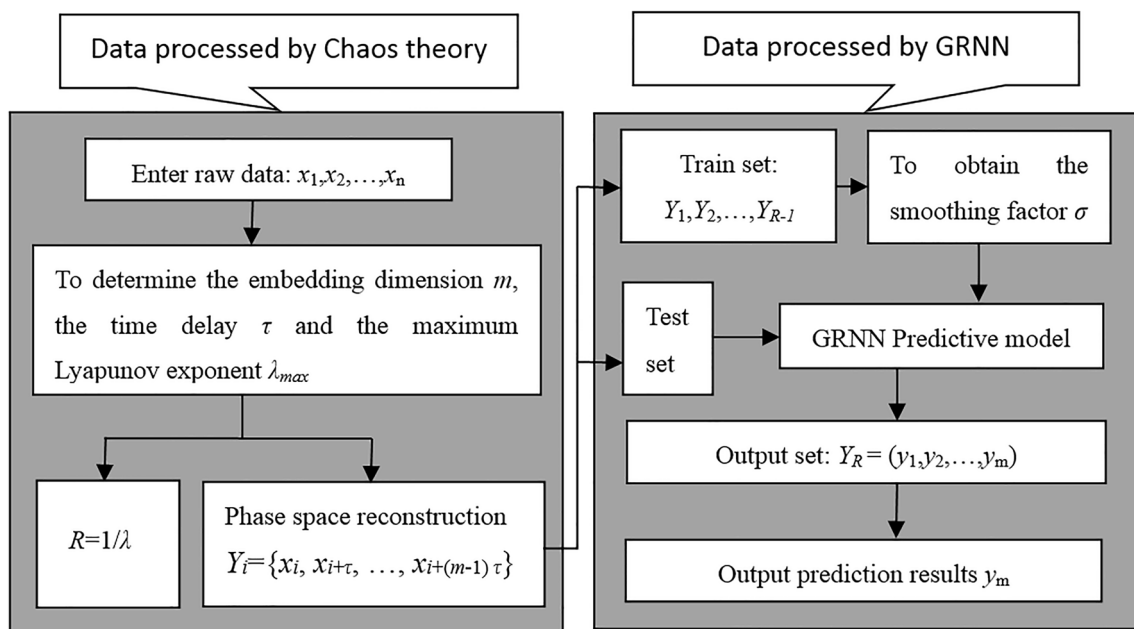 Data processed by Chaos theory
Enter raw data: x₁,x₂,…,xₙ
To determine the embedding dimension m,
the time delay τ and the maximum
Lyapunov exponent λmax
R=1/λ
Phase space reconstruction
Yᵢ={xᵢ, xᵢ₊τ, …, xᵢ₊₍m₋₁₎τ}
Data processed by GRNN
Train set:
Y₁,Y₂,…,Y_R-1
To obtain the
smoothing factor σ
Test
set
GRNN Predictive model
Output set: Y_R = (y₁,y₂,…,yₘ)
Output prediction results yₘ